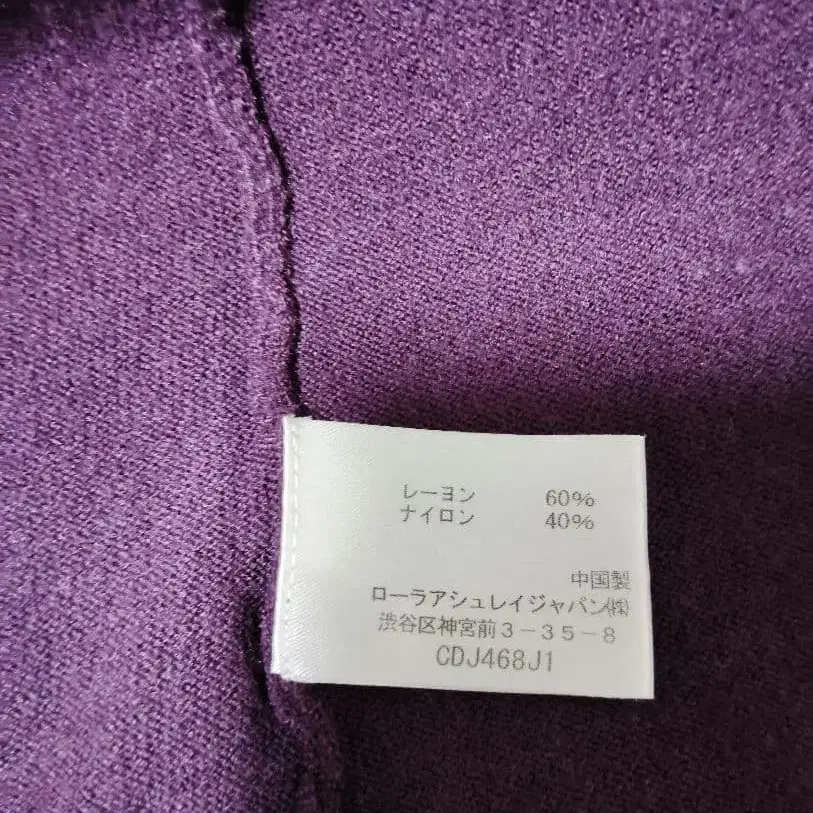 レーヨン 60%
ナイロン 40%
中国製
ローラアシュレイジャパン㈱
渋谷区神宮前3-35-8
CDJ468J1